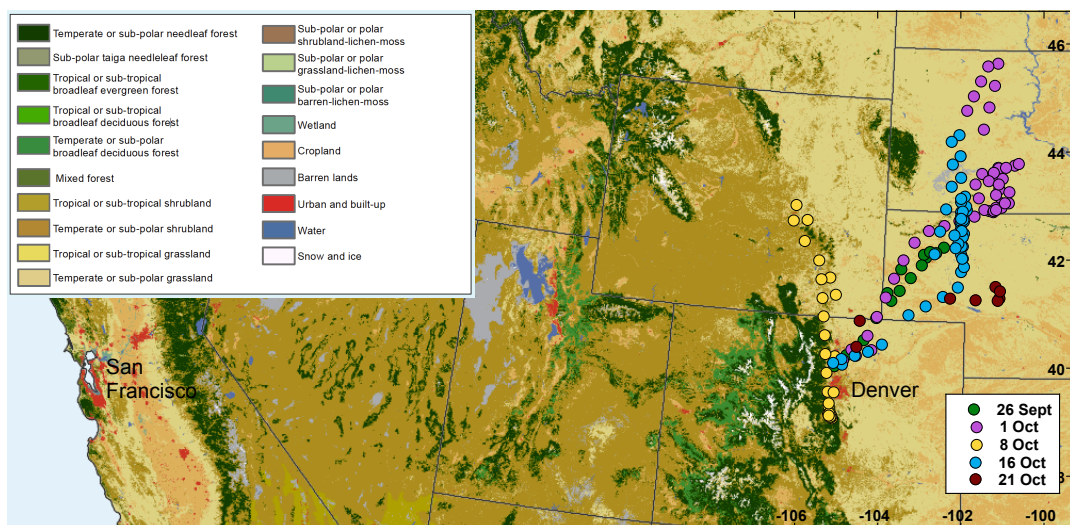 Temperate or sub-polar needleaf forest
Sub-polar taiga needleleaf forest
Tropical or sub-tropical
broadleaf evergreen forest
Tropical or sub-tropical
broadleaf deciduous forest
Temperate or sub-polar
broadleaf deciduous forest
Mixed forest
Tropical or sub-tropical shrubland
Temperate or sub-polar shrubland
Tropical or sub-tropical grassland
Temperate or sub-polar grassland
Sub-polar or polar
shrubland-lichen-moss
Sub-polar or polar
grassland-lichen-moss
Sub-polar or polar
barren-lichen-moss
Wetland
Cropland
Barren lands
Urban and built-up
Water
Snow and ice
46
44
42
40
San
Francisco
Denver
26 Sept
1 Oct
8 Oct
16 Oct
21 Oct
-106
-104
-102
-100